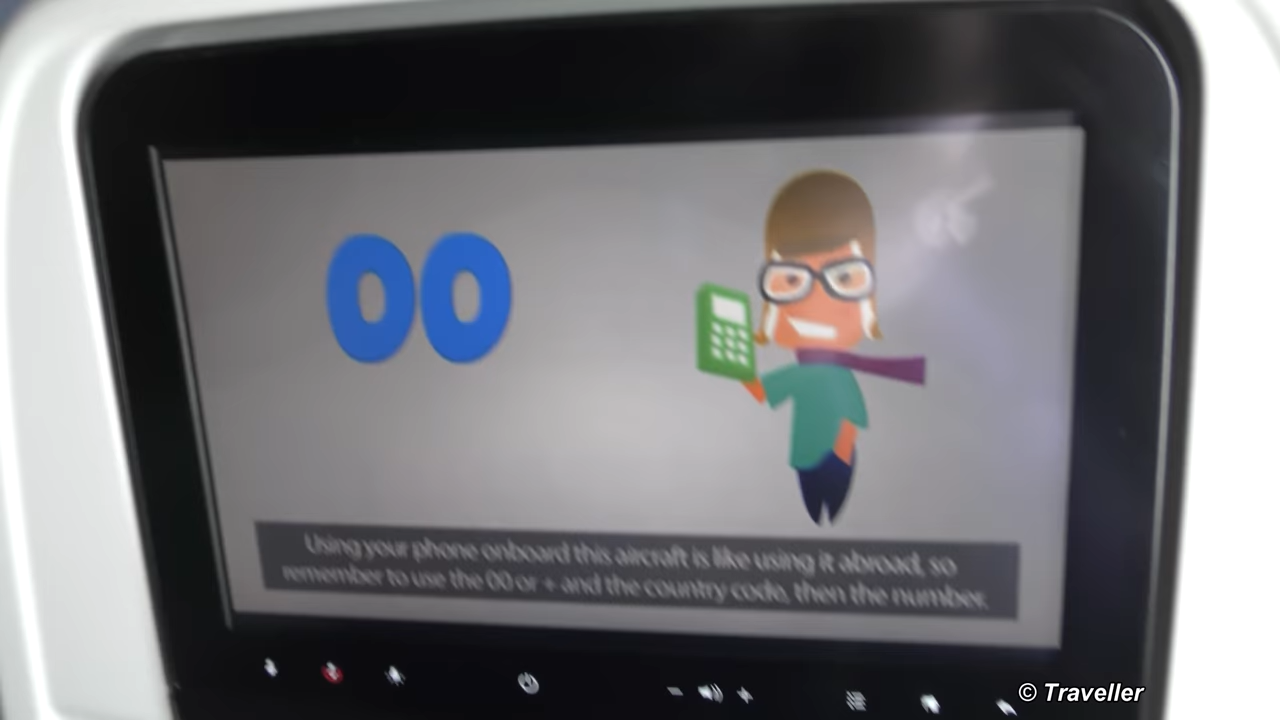 00
Using your phone onboard this aircraft is like using it abroad, so
remember to use the 00 or + and the country code, then the number.
© Traveller